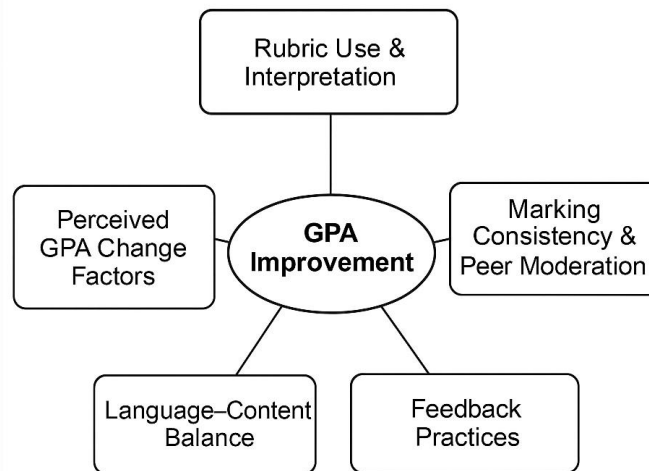 Rubric Use &
Interpretation
Perceived
GPA Change
Factors
GPA
Improvement
Marking
Consistency &
Peer Moderation
Language–Content
Balance
Feedback
Practices